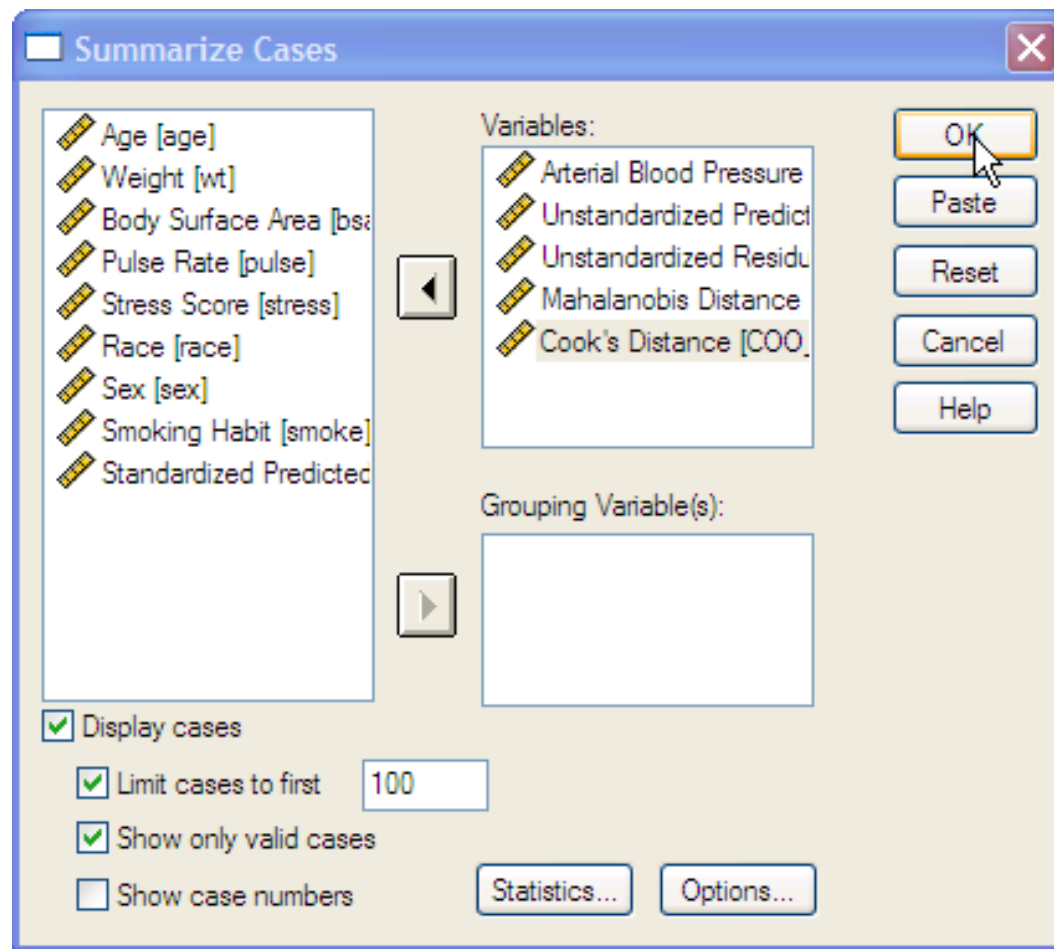 Summarize Cases
Age [age]
Weight [wt]
Body Surface Area [bsa
Pulse Rate [pulse]
Stress Score [stress]
Race [race]
Sex [sex]
Smoking Habit [smoke]
Standardized Predicted
Variables:
Arterial Blood Pressure
Unstandardized Predict
Unstandardized Residu
Mahalanobis Distance
Cook's Distance [COO_
Grouping Variable(s):
OK
Paste
Reset
Cancel
Help
Display cases
Limit cases to first 100
Show only valid cases
Show case numbers
Statistics... Options...